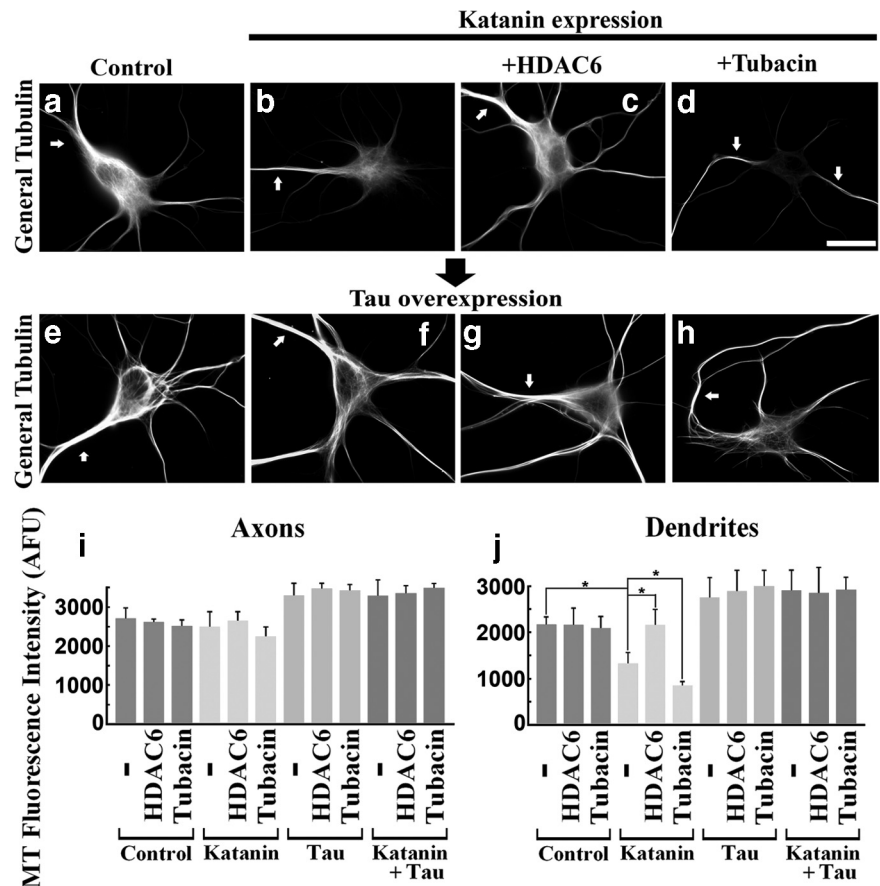 Katanin expression
Control
+HDAC6
+Tubacin
General Tubulin
a
b
c
d
Tau overexpression
General Tubulin
e
f
g
h
MT Fluorescence Intensity (AFU)
i
Axons
3000
2000
1000
0
- HDAC6 Tubacin - HDAC6 Tubacin - HDAC6 Tubacin - HDAC6 Tubacin
Control Katanin Tau Katanin
+ Tau
j
Dendrites
* * *
3000
2000
1000
0
- HDAC6 Tubacin - HDAC6 Tubacin - HDAC6 Tubacin - HDAC6 Tubacin
Control Katanin Tau Katanin
+ Tau